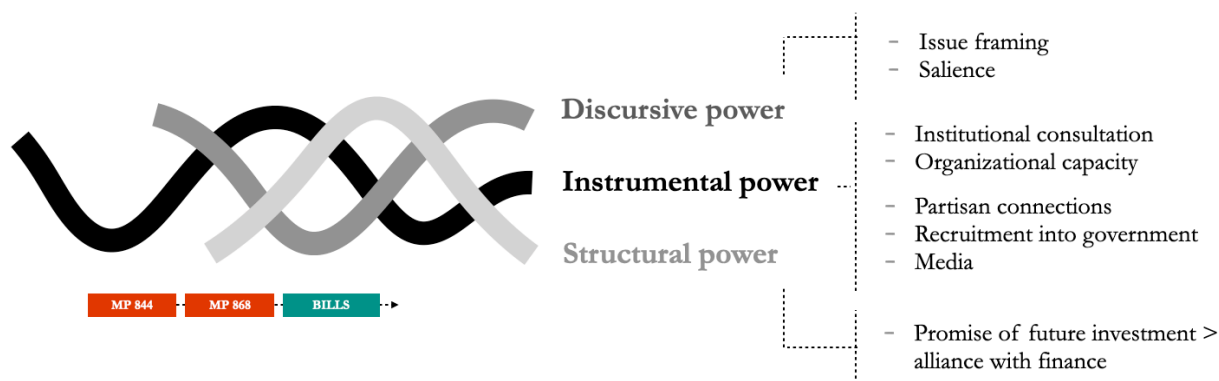 Discursive power
Instrumental power
Structural power
MP 844
MP 868
BILLS
- Issue framing
- Salience
- Institutional consultation
- Organizational capacity
- Partisan connections
- Recruitment into government
- Media
- Promise of future investment >
alliance with finance